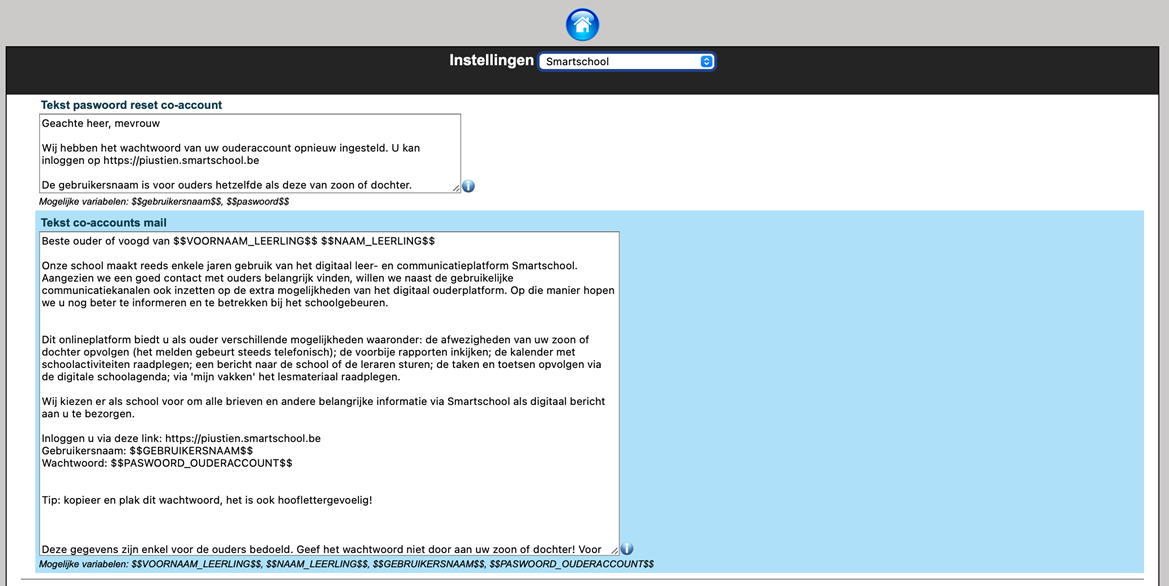 Instellingen Smartschool
Tekst paswoord reset co-account
Geachte heer, mevrouw
Wij hebben het wachtwoord van uw ouderaccount opnieuw ingesteld. U kan
inloggen op https://piustien.smartschool.be
De gebruikersnaam is voor ouders hetzelfde als deze van zoon of dochter.
Mogelijke variabelen: $$gebruikersnaam$$, $$paswoord$$
Tekst co-accounts mail
Beste ouder of voogd van $$VOORNAAM_LEERLING$$ $$NAAM_LEERLING$$
Onze school maakt reeds enkele jaren gebruik van het digitaal leer- en communicatieplatform Smartschool.
Aangezien we een goed contact met ouders belangrijk vinden, willen we naast de gebruikelijke
communicatiekanalen ook inzetten op de extra mogelijkheden van het digitaal ouderplatform. Op die manier hopen
we u nog beter te informeren en te betrekken bij het schoolgebeuren.
Dit onlineplatform biedt u als ouder verschillende mogelijkheden waaronder: de afwezigheden van uw zoon of
dochter opvolgen (het melden gebeurt steeds telefonisch); de voorbije rapporten inkijken; de kalender met
schoolactiviteiten raadplegen; een bericht naar de school of de leraren sturen; de taken en toetsen opvolgen via
de digitale schoolagenda; via 'mijn vakken' het lesmateriaal raadplegen.
Wij kiezen er als school voor om alle brieven en andere belangrijke informatie via Smartschool als digitaal bericht
aan u te bezorgen.
Inloggen u via deze link: https://piustien.smartschool.be
Gebruikersnaam: $$GEBRUIKERSNAAM$$
Wachtwoord: $$PASWOORD_OUDERACCOUNT$$
Tip: kopieer en plak dit wachtwoord, het is ook hooflettergevoelig!
Deze gegevens zijn enkel voor de ouders bedoeld. Geef het wachtwoord niet door aan uw zoon of dochter! Voor
Mogelijke variabelen: $$VOORNAAM_LEERLING$$, $$NAAM_LEERLING$$, $$GEBRUIKERSNAAM$$, $$PASWOORD_OUDERACCOUNT$$